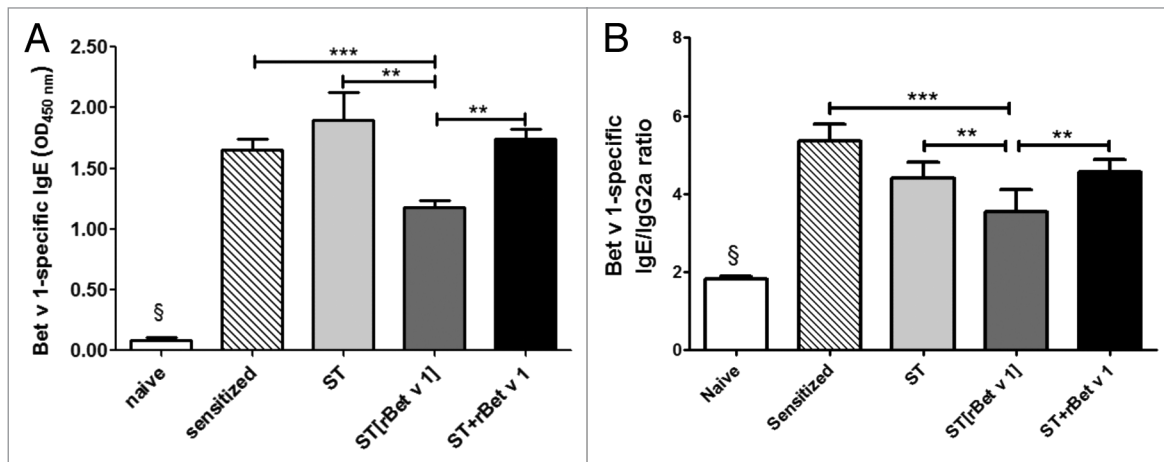 A
Bet v 1-specific IgE (OD450 nm)
2.50
2.00
1.50
1.00
0.50
0.00
***
**
**
§
naive
sensitized
ST
ST[rBet v 1]
ST+rBet v 1
B
Bet v 1-specific
IgE/IgG2a ratio
8
6
4
2
0
***
**
**
§
Naive
Sensitized
ST
ST[rBet v 1]
ST+rBet v 1